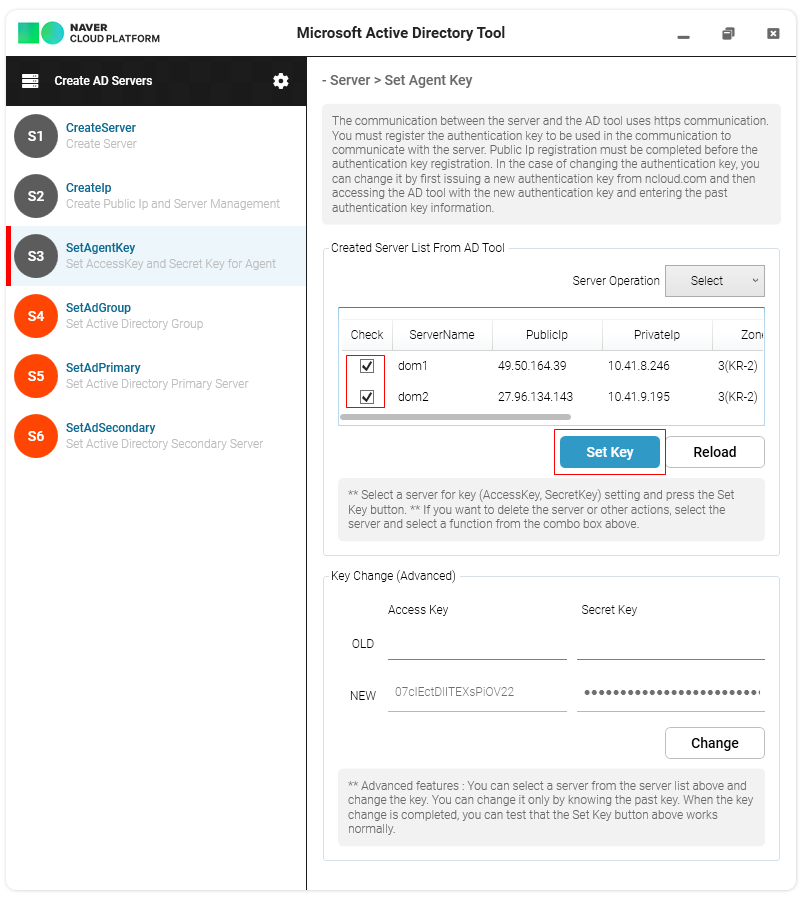 NAVER
CLOUD PLATFORM
Microsoft Active Directory Tool
Create AD Servers
S1
CreateServer
Create Server
S2
CreateIp
Create Public Ip and Server Management
S3
SetAgentKey
Set AccessKey and Secret Key for Agent
S4
SetAdGroup
Set Active Directory Group
S5
SetAdPrimary
Set Active Directory Primary Server
S6
SetAdSecondary
Set Active Directory Secondary Server
- Server > Set Agent Key
The communication between the server and the AD tool uses https communication.
You must register the authentication key to be used in the communication to
communicate with the server. Public Ip registration must be completed before the
authentication key registration. In the case of changing the authentication key, you
can change it by first issuing a new authentication key from ncloud.com and then
accessing the AD tool with the new authentication key and entering the past
authentication key information.
Created Server List From AD Tool
Server Operation Select
Check ServerName PublicIp PrivateIp Zon
dom1 49.50.164.39 10.41.8.246 3(KR-2)
dom2 27.96.134.143 10.41.9.195 3(KR-2)
Set Key Reload
** Select a server for key (AccessKey, SecretKey) setting and press the Set
Key button. ** If you want to delete the server or other actions, select the
server and select a function from the combo box above.
Key Change (Advanced)
Access Key Secret Key
OLD
NEW 07cIEctDIITEXsPiOV22
Change
** Advanced features : You can select a server from the server list above and
change the key. You can change it only by knowing the past key. When the key
change is completed, you can test that the Set Key button above works
normally.